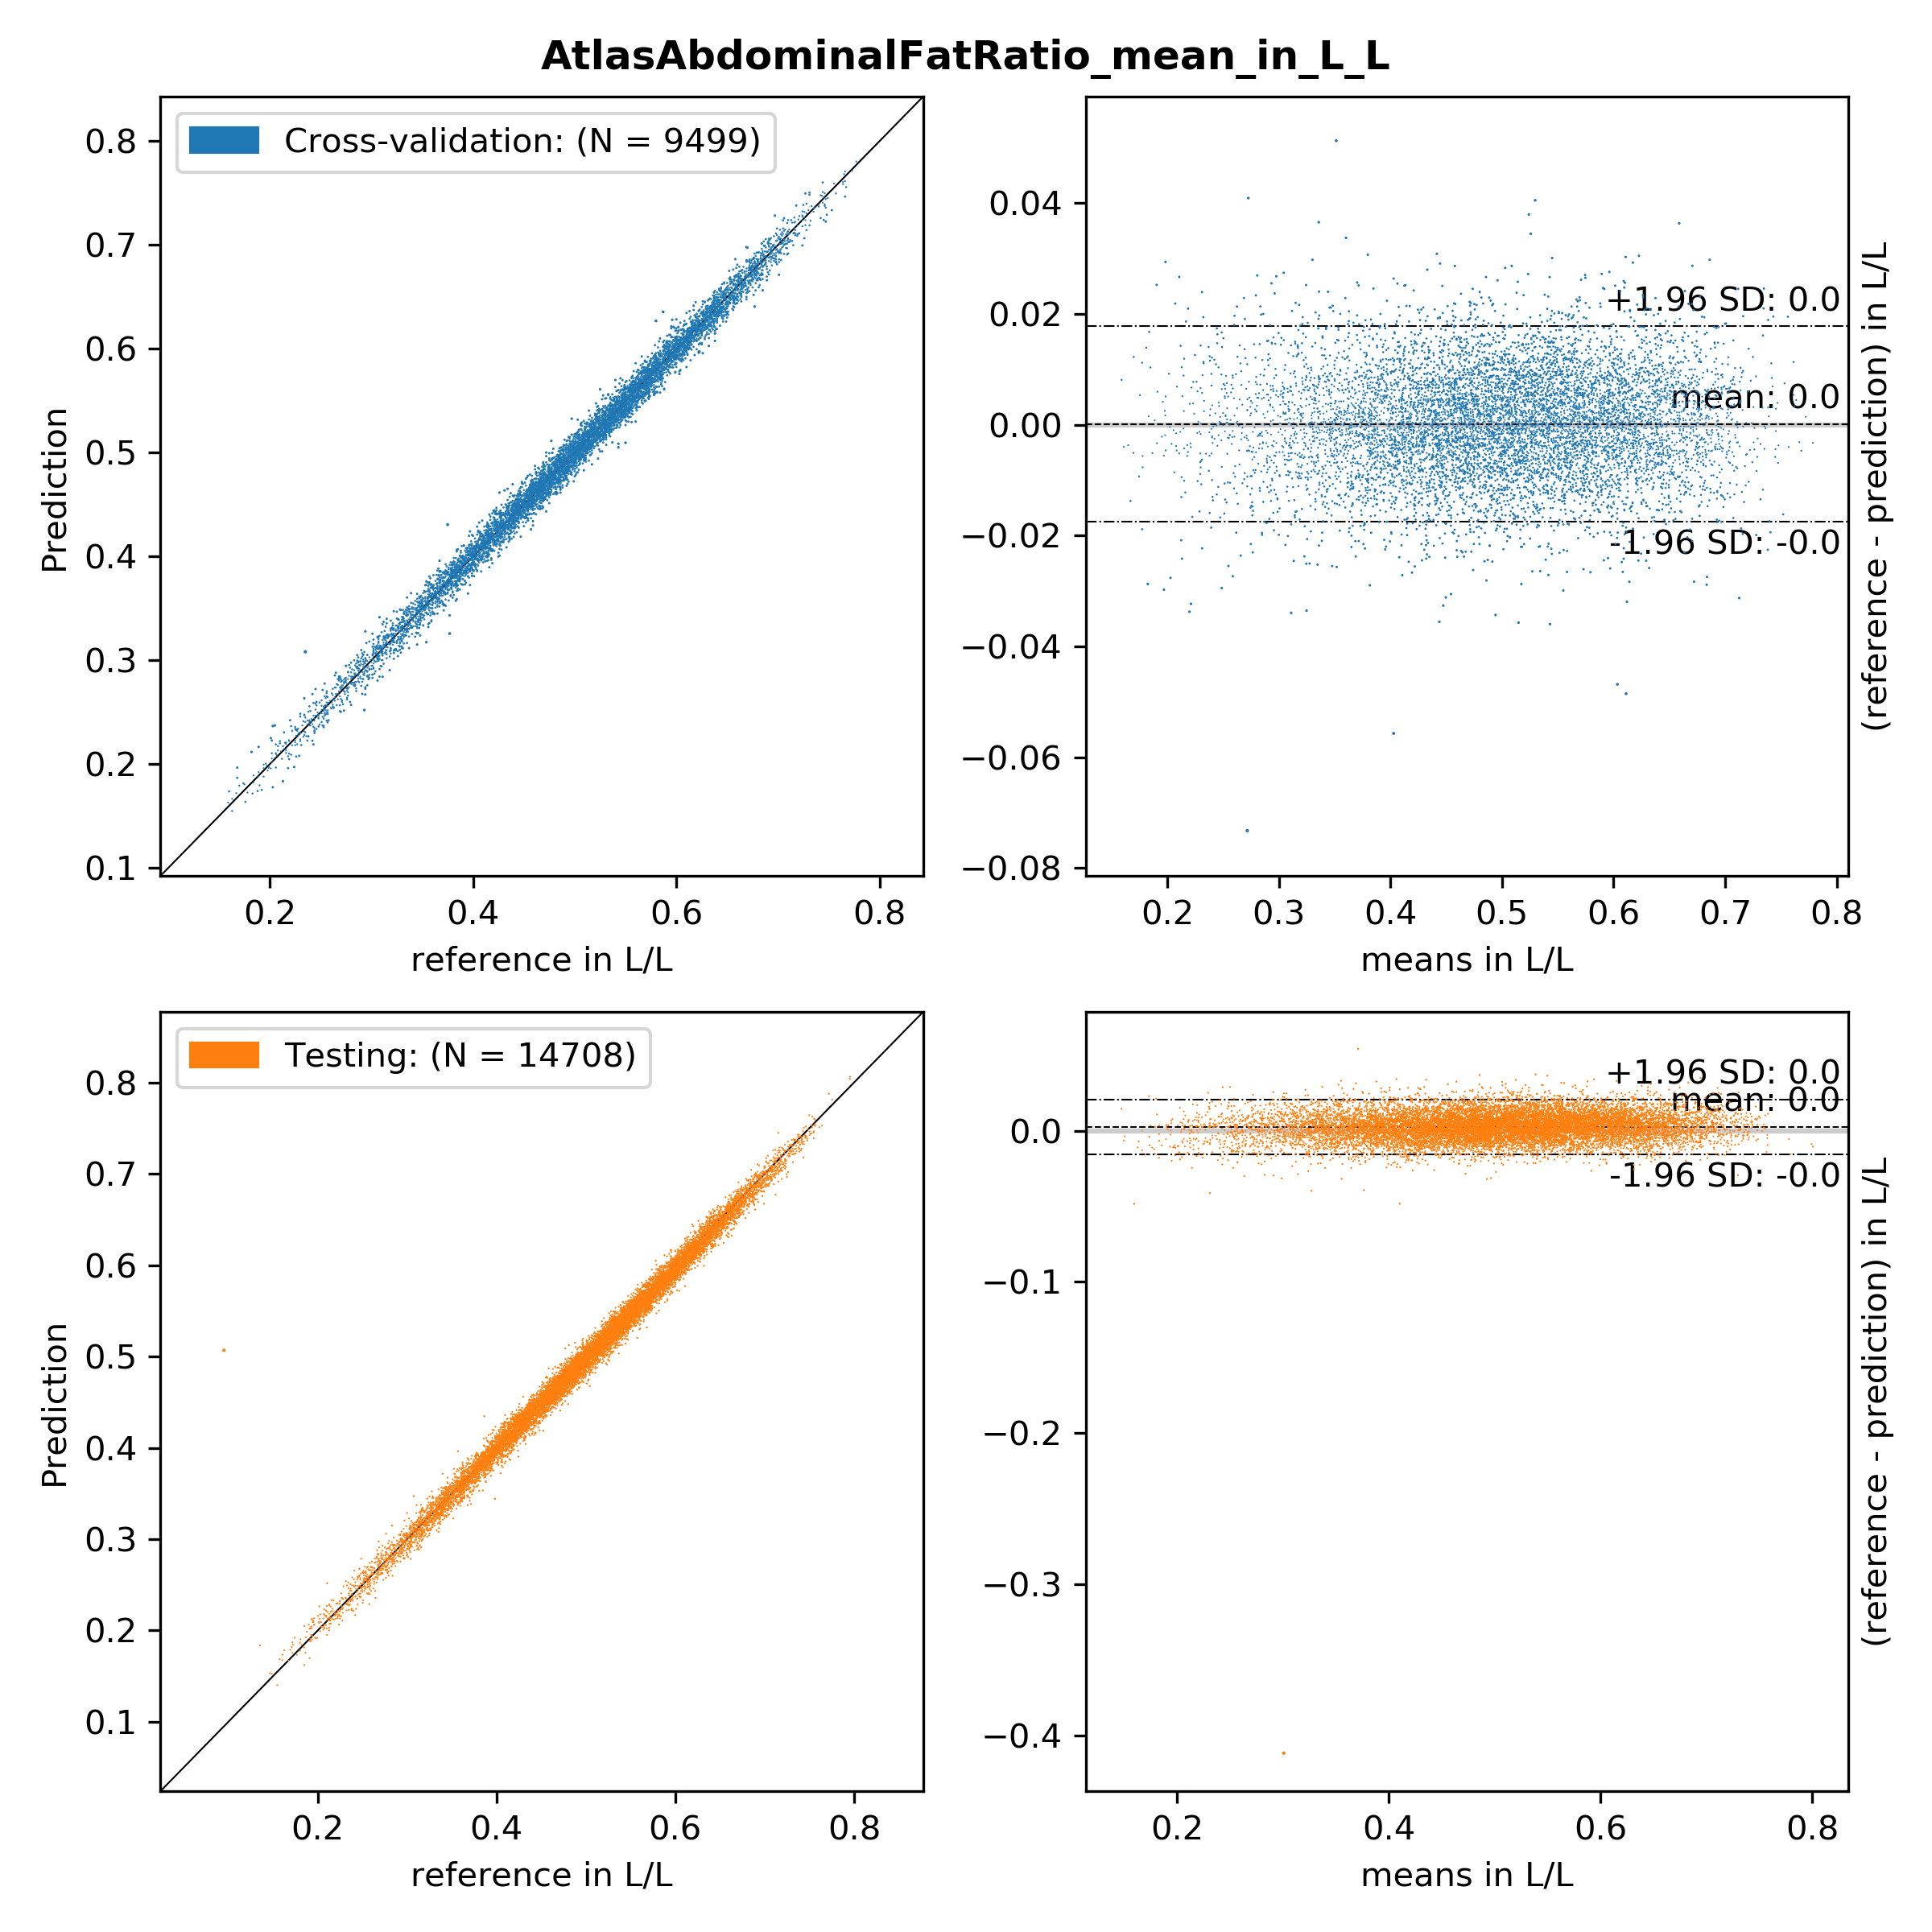 AtlasAbdominalFatRatio_mean_in_L_L
Cross-validation: (N = 9499)
0.8
0.7
0.6
0.5
0.4
0.3
0.2
0.1
Prediction
0.2 0.4 0.6 0.8
reference in L/L
0.04
0.02
0.00
−0.02
−0.04
−0.06
−0.08
+1.96 SD: 0.0
mean: 0.0
-1.96 SD: -0.0
(reference - prediction) in L/L
0.2 0.3 0.4 0.5 0.6 0.7 0.8
means in L/L
Testing: (N = 14708)
0.8
0.7
0.6
0.5
0.4
0.3
0.2
0.1
Prediction
0.2 0.4 0.6 0.8
reference in L/L
0.0
−0.1
−0.2
−0.3
−0.4
+1.96 SD: 0.0
mean: 0.0
-1.96 SD: -0.0
(reference - prediction) in L/L
0.2 0.4 0.6 0.8
means in L/L